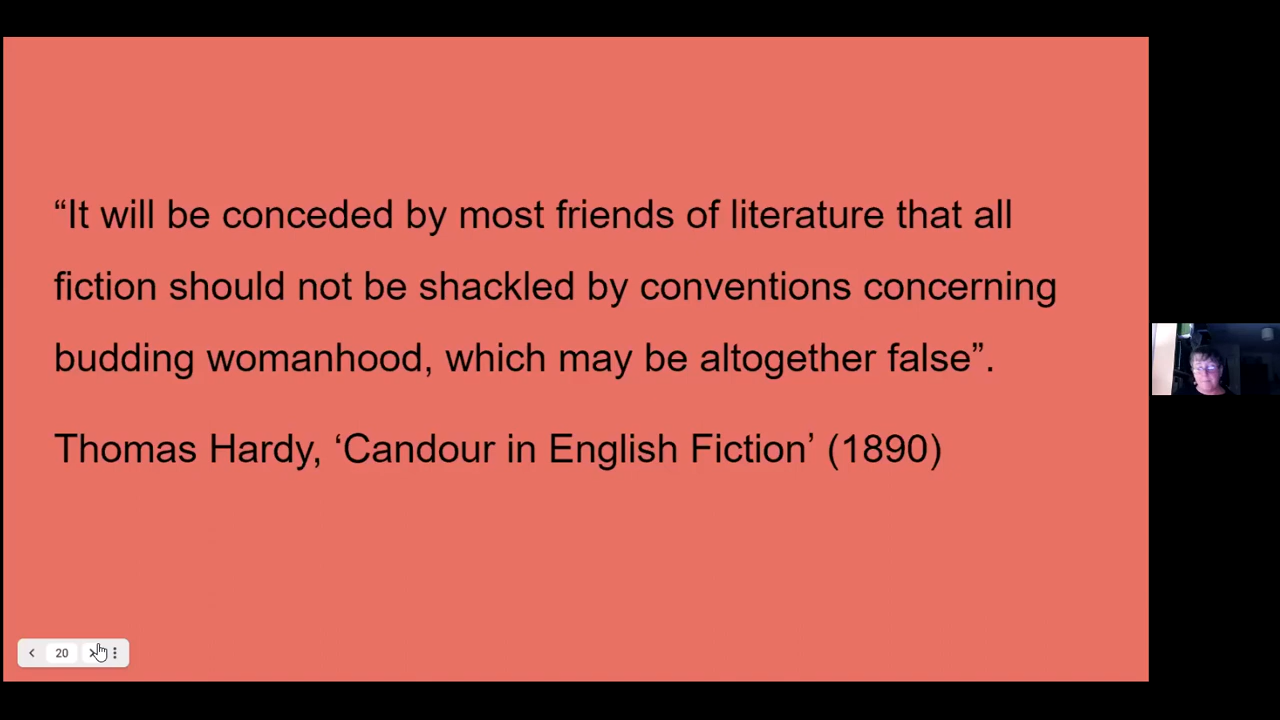 “It will be conceded by most friends of literature that all
fiction should not be shackled by conventions concerning
budding womanhood, which may be altogether false”.
Thomas Hardy, ‘Candour in English Fiction’ (1890)
20